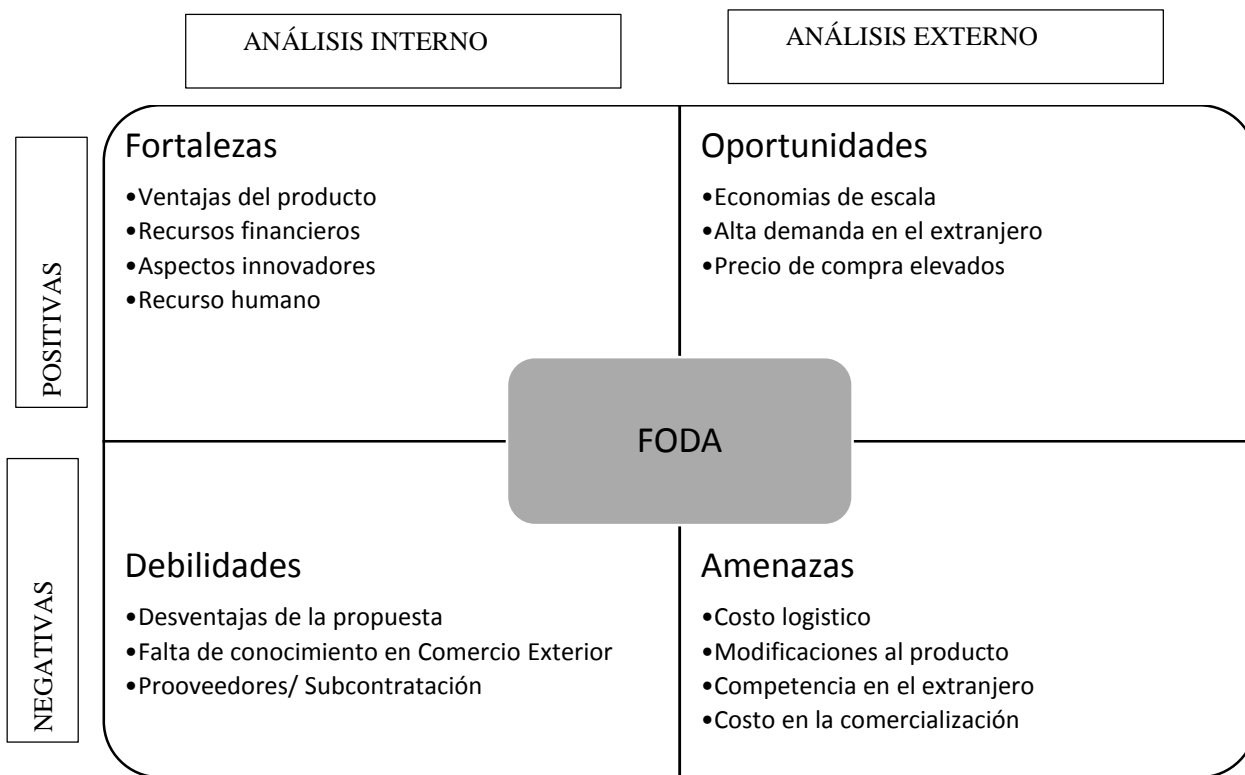 ANÁLISIS INTERNO
ANÁLISIS EXTERNO
POSITIVAS
Fortalezas
•Ventajas del producto
•Recursos financieros
•Aspectos innovadores
•Recurso humano
Oportunidades
•Economias de escala
•Alta demanda en el extranjero
•Precio de compra elevados
FODA
NEGATIVAS
Debilidades
•Desventajas de la propuesta
•Falta de conocimiento en Comercio Exterior
•Prooveedores/ Subcontratación
Amenazas
•Costo logistico
•Modificaciones al producto
•Competencia en el extranjero
•Costo en la comercialización